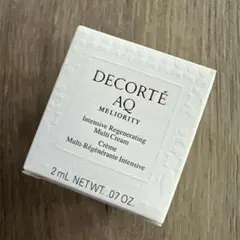 DECORTÉ
AQ
MELIORITY
Intensive Regenerating
Multi Cream
Crème
Multi-Régénérante Intensive
2 mL NET WT. .07 OZ.